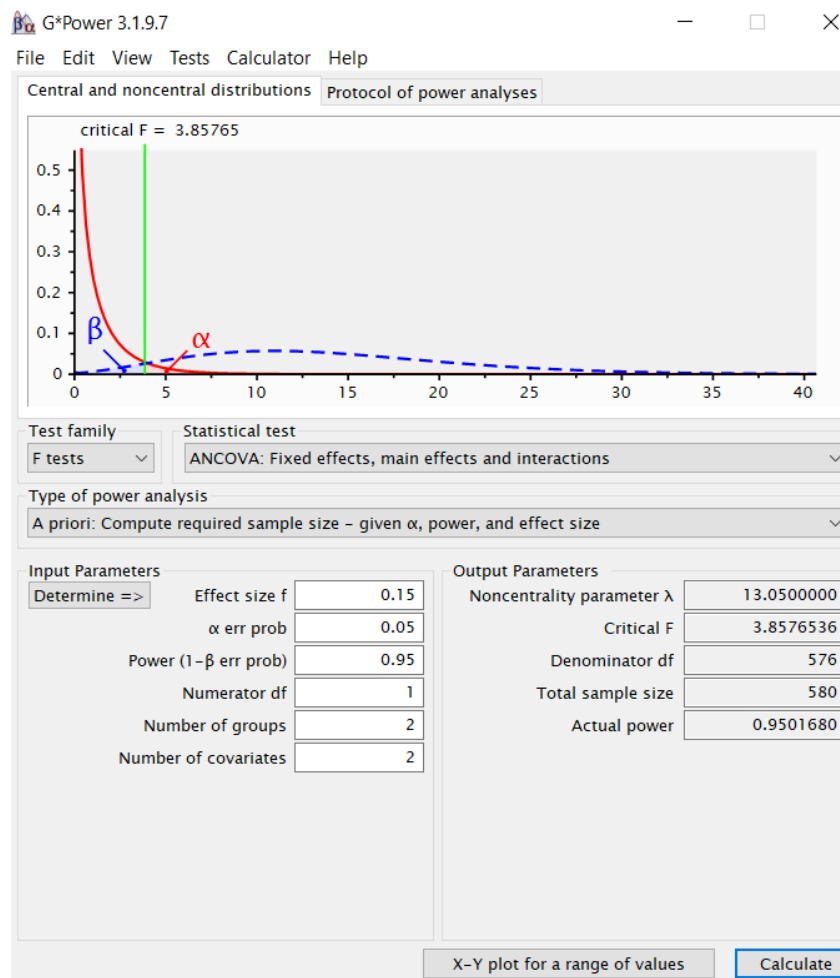 βα G*Power 3.1.9.7
File Edit View Tests Calculator Help
Central and noncentral distributions Protocol of power analyses
critical F = 3.85765
0.5
0.4
0.3
0.2
0.1
0
β α
0 5 10 15 20 25 30 35 40
Test family Statistical test
F tests ANCOVA: Fixed effects, main effects and interactions
Type of power analysis
A priori: Compute required sample size – given α, power, and effect size
Input Parameters Output Parameters
Determine => Effect size f 0.15 Noncentrality parameter λ 13.0500000
α err prob 0.05 Critical F 3.8576536
Power (1-β err prob) 0.95 Denominator df 576
Numerator df 1 Total sample size 580
Number of groups 2 Actual power 0.9501680
Number of covariates 2
X-Y plot for a range of values Calculate